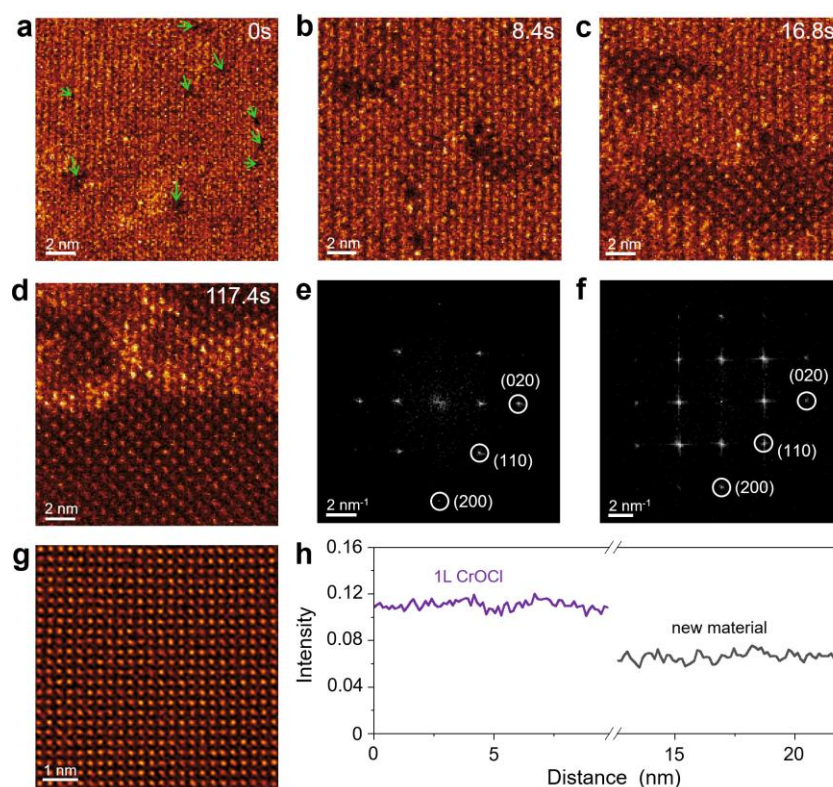 a
0s
2 nm
b
8.4s
2 nm
c
16.8s
2 nm
d
117.4s
2 nm
e
(020)
(110)
(200)
2 nm⁻¹
f
(020)
(110)
(200)
2 nm⁻¹
g
1 nm
h
0.16
0.12
0.08
0.04
0
Intensity
1L CrOCl
new material
0
5
15
20
Distance (nm)